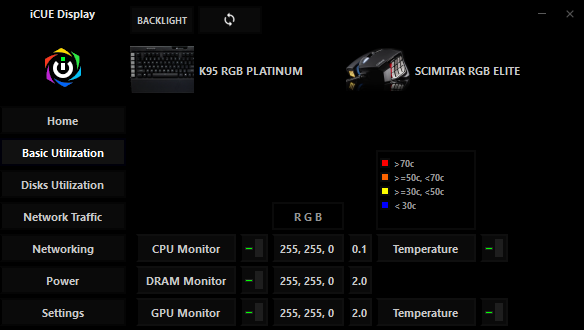 iCUE Display
BACKLIGHT
K95 RGB PLATINUM
SCIMITAR RGB ELITE
Home
Basic Utilization
Disks Utilization
Network Traffic
Networking
Power
Settings
>70c
>=50c, <70c
>=30c, <50c
< 30c
R G B
CPU Monitor 255, 255, 0 0.1 Temperature
DRAM Monitor 255, 255, 0 2.0
GPU Monitor 255, 255, 0 2.0 Temperature